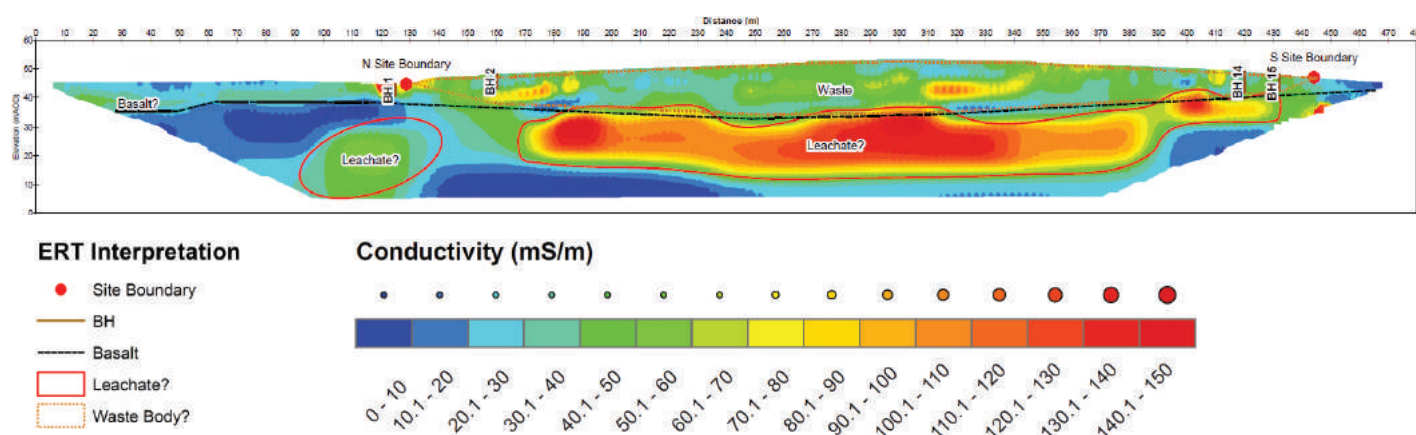 Distance (m)
0 10 20 30 40 50 60 70 80 90 100 110 120 130 140 150 160 170 180 190 200 210 220 230 240 250 260 270 280 290 300 310 320 330 340 350 360 370 380 390 400 410 420 430 440 450 460 470
60
50
40
30
20
10
0
N Site Boundary
S Site Boundary
BH 1
BH 2
BH 14
Waste
Basalt?
Leachate?
Leachate?
ERT Interpretation
Conductivity (mS/m)
Site Boundary
BH
Basalt
Leachate?
Waste Body?
0 - 10
10.1 - 20
20.1 - 30
30.1 - 40
40.1 - 50
50.1 - 60
60.1 - 70
70.1 - 80
80.1 - 90
90.1 - 100
100.1 - 110
110.1 - 120
120.1 - 130
130.1 - 140
140.1 - 150